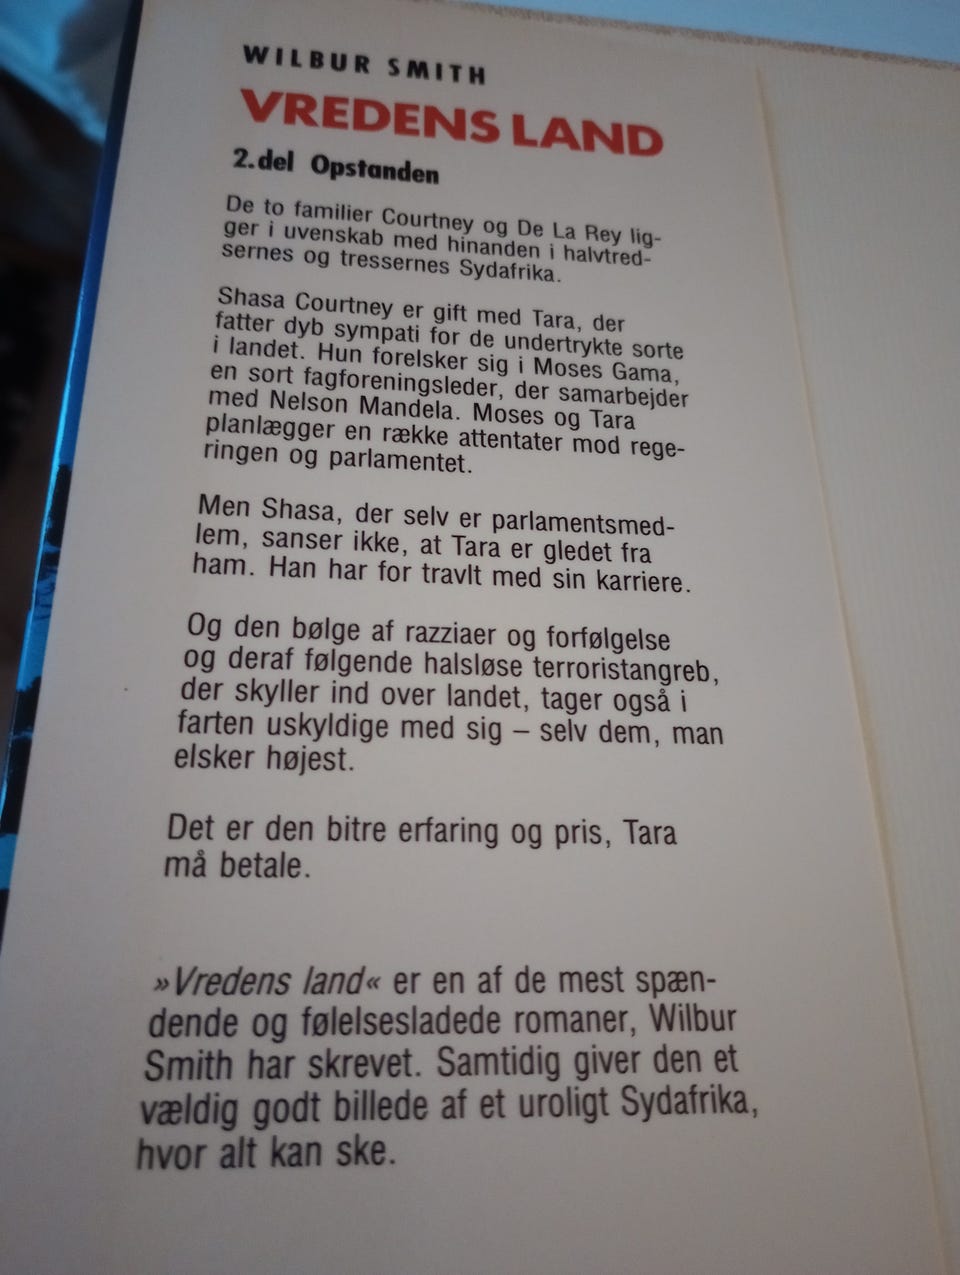 WILBUR SMITH
VREDENS LAND
2. del Opstanden
De to familier Courtney og De La Rey lig-
ger i uvenskab med hinanden i halvtred-
sernes og tressernes Sydafrika.
Shasa Courtney er gift med Tara, der
fatter dyb sympati for de undertrykte sorte
i landet. Hun forelsker sig i Moses Gama,
en sort fagforeningsleder, der samarbejder
med Nelson Mandela. Moses og Tara
planlægger en række attentater mod rege-
ringen og parlamentet.
Men Shasa, der selv er parlamentsmed-
lem, sanser ikke, at Tara er gledet fra
ham. Han har for travlt med sin karriere.
Og den bølge af razziaer og forfølgelse
og deraf følgende halsløse terroristangreb,
der skyller ind over landet, tager også i
farten uskyldige med sig – selv dem, man
elsker højest.
Det er den bitre erfaring og pris, Tara
må betale.
»Vredens land« er en af de mest spæn-
dende og følelsesladede romaner, Wilbur
Smith har skrevet. Samtidig giver den et
vældig godt billede af et uroligt Sydafrika,
hvor alt kan ske.